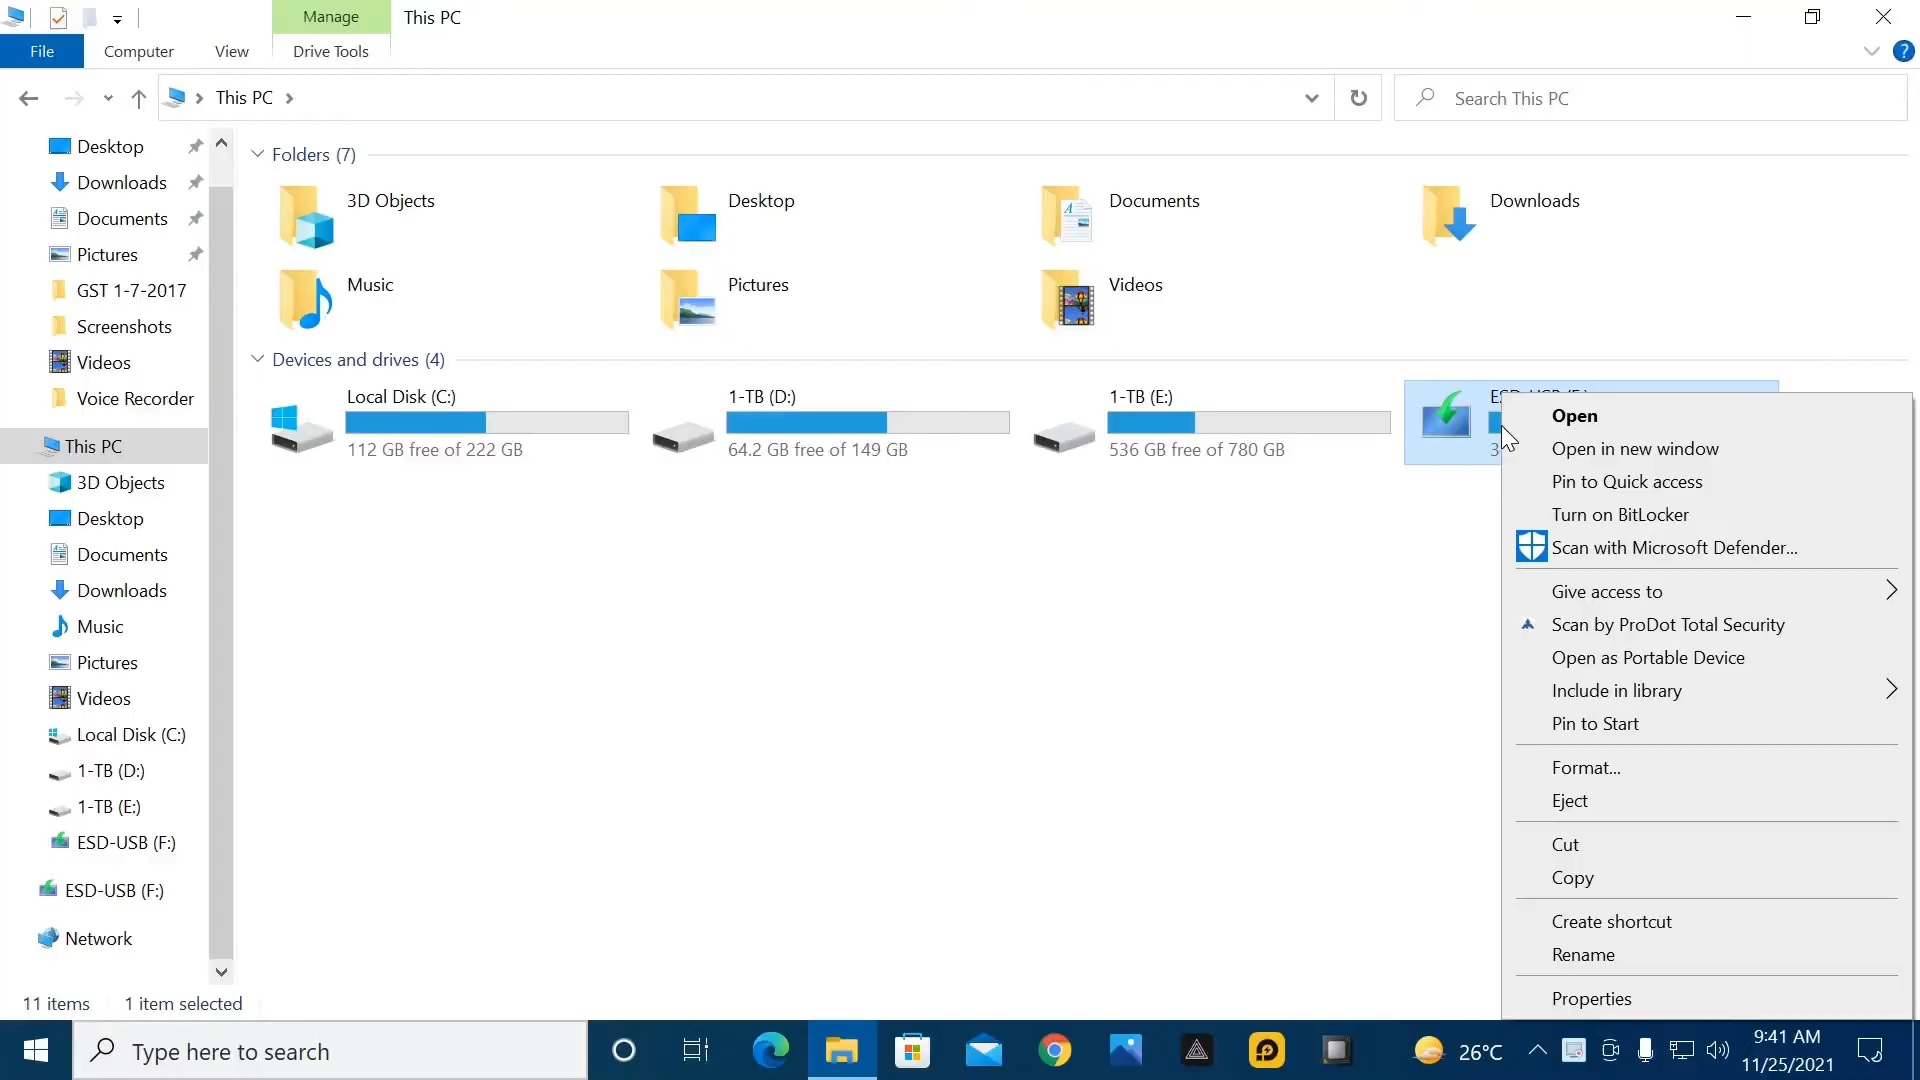 Manage
This PC
File
Computer
View
Drive Tools
This PC
Search This PC
Desktop
Downloads
Documents
Pictures
GST 1-7-2017
Screenshots
Videos
Voice Recorder
This PC
3D Objects
Desktop
Documents
Downloads
Music
Pictures
Videos
Local Disk (C:)
1-TB (D:)
1-TB (E:)
ESD-USB (F:)
ESD-USB (F:)
Network
Folders (7)
3D Objects
Desktop
Documents
Downloads
Music
Pictures
Videos
Devices and drives (4)
Local Disk (C:)
112 GB free of 222 GB
1-TB (D:)
64.2 GB free of 149 GB
1-TB (E:)
536 GB free of 780 GB
Open
Open in new window
Pin to Quick access
Turn on BitLocker
Scan with Microsoft Defender...
Give access to
Scan by ProDot Total Security
Open as Portable Device
Include in library
Pin to Start
Format...
Eject
Cut
Copy
Create shortcut
Rename
Properties
11 items
1 item selected
Type here to search
26°C
9:41 AM
11/25/2021